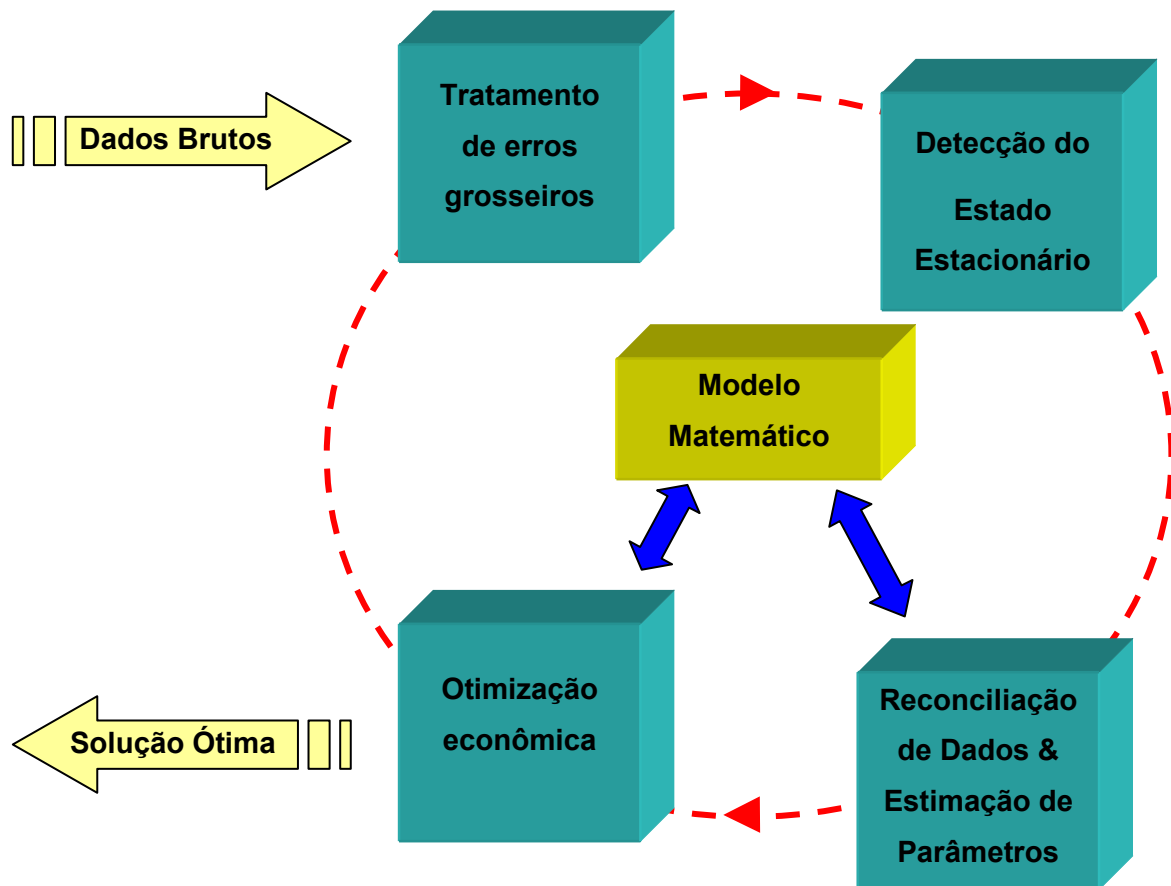 Dados Brutos
Tratamento
de erros
grosseiros
Detecção do
Estado
Estacionário
Modelo
Matemático
Solução Ótima
Otimização
econômica
Reconciliação
de Dados &
Estimação de
Parâmetros